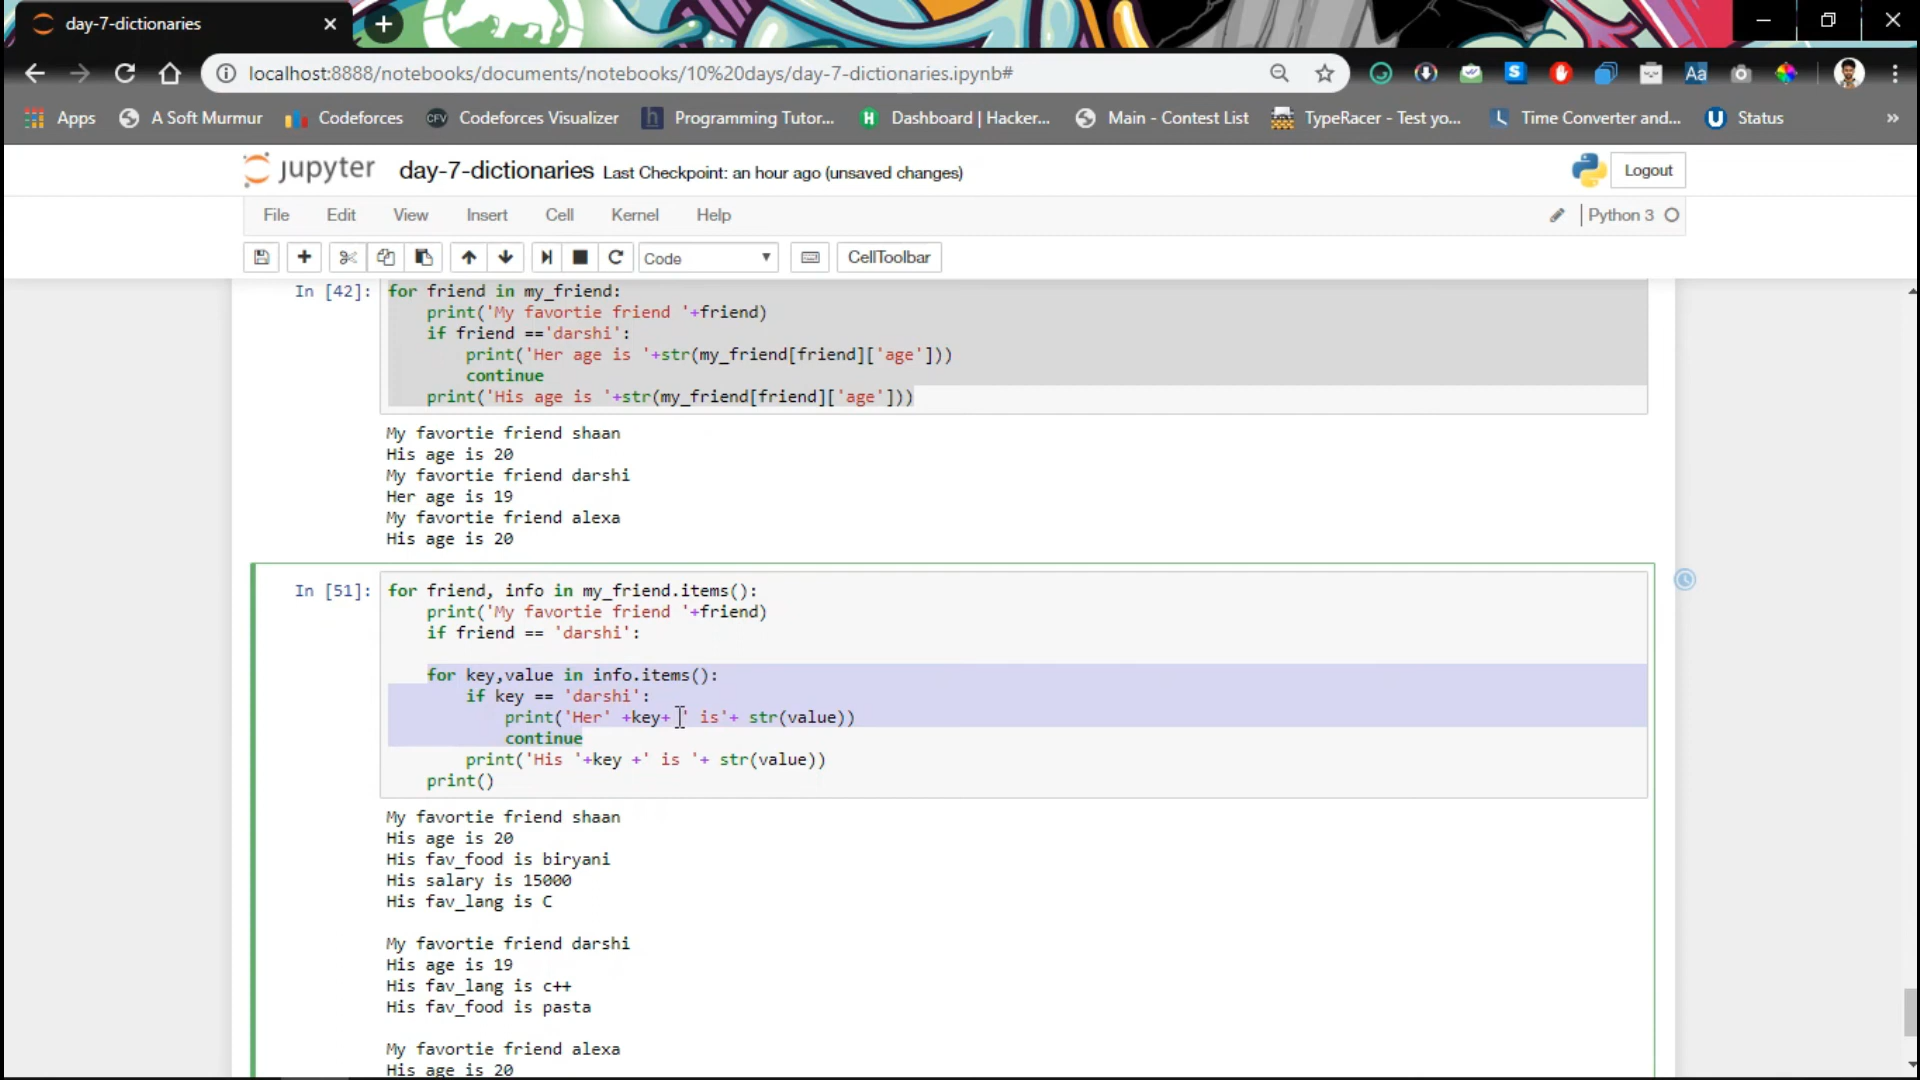 day-7-dictionaries
localhost:8888/notebooks/documents/notebooks/10%20days/day-7-dictionaries.ipynb#
Apps A Soft Murmur Codeforces CFV Codeforces Visualizer h Programming Tutor... H Dashboard | Hacker... Main - Contest List TypeRacer - Test yo... Time Converter and... U Status »
jupyter day-7-dictionaries Last Checkpoint: an hour ago (unsaved changes) Logout
File Edit View Insert Cell Kernel Help Python 3
Code CellToolbar
In [42]: for friend in my_friend:
print('My favortie friend '+friend)
if friend =='darshi':
print('Her age is '+str(my_friend[friend]['age']))
continue
print('His age is '+str(my_friend[friend]['age']))
My favortie friend shaan
His age is 20
My favortie friend darshi
Her age is 19
My favortie friend alexa
His age is 20
In [51]: for friend, info in my_friend.items():
print('My favortie friend '+friend)
if friend == 'darshi':
for key,value in info.items():
if key == 'darshi':
print('Her' +key+ ' is'+ str(value))
continue
print('His '+key +' is '+ str(value))
print()
My favortie friend shaan
His age is 20
His fav_food is biryani
His salary is 15000
His fav_lang is C
My favortie friend darshi
His age is 19
His fav_lang is c++
His fav_food is pasta
My favortie friend alexa
His age is 20